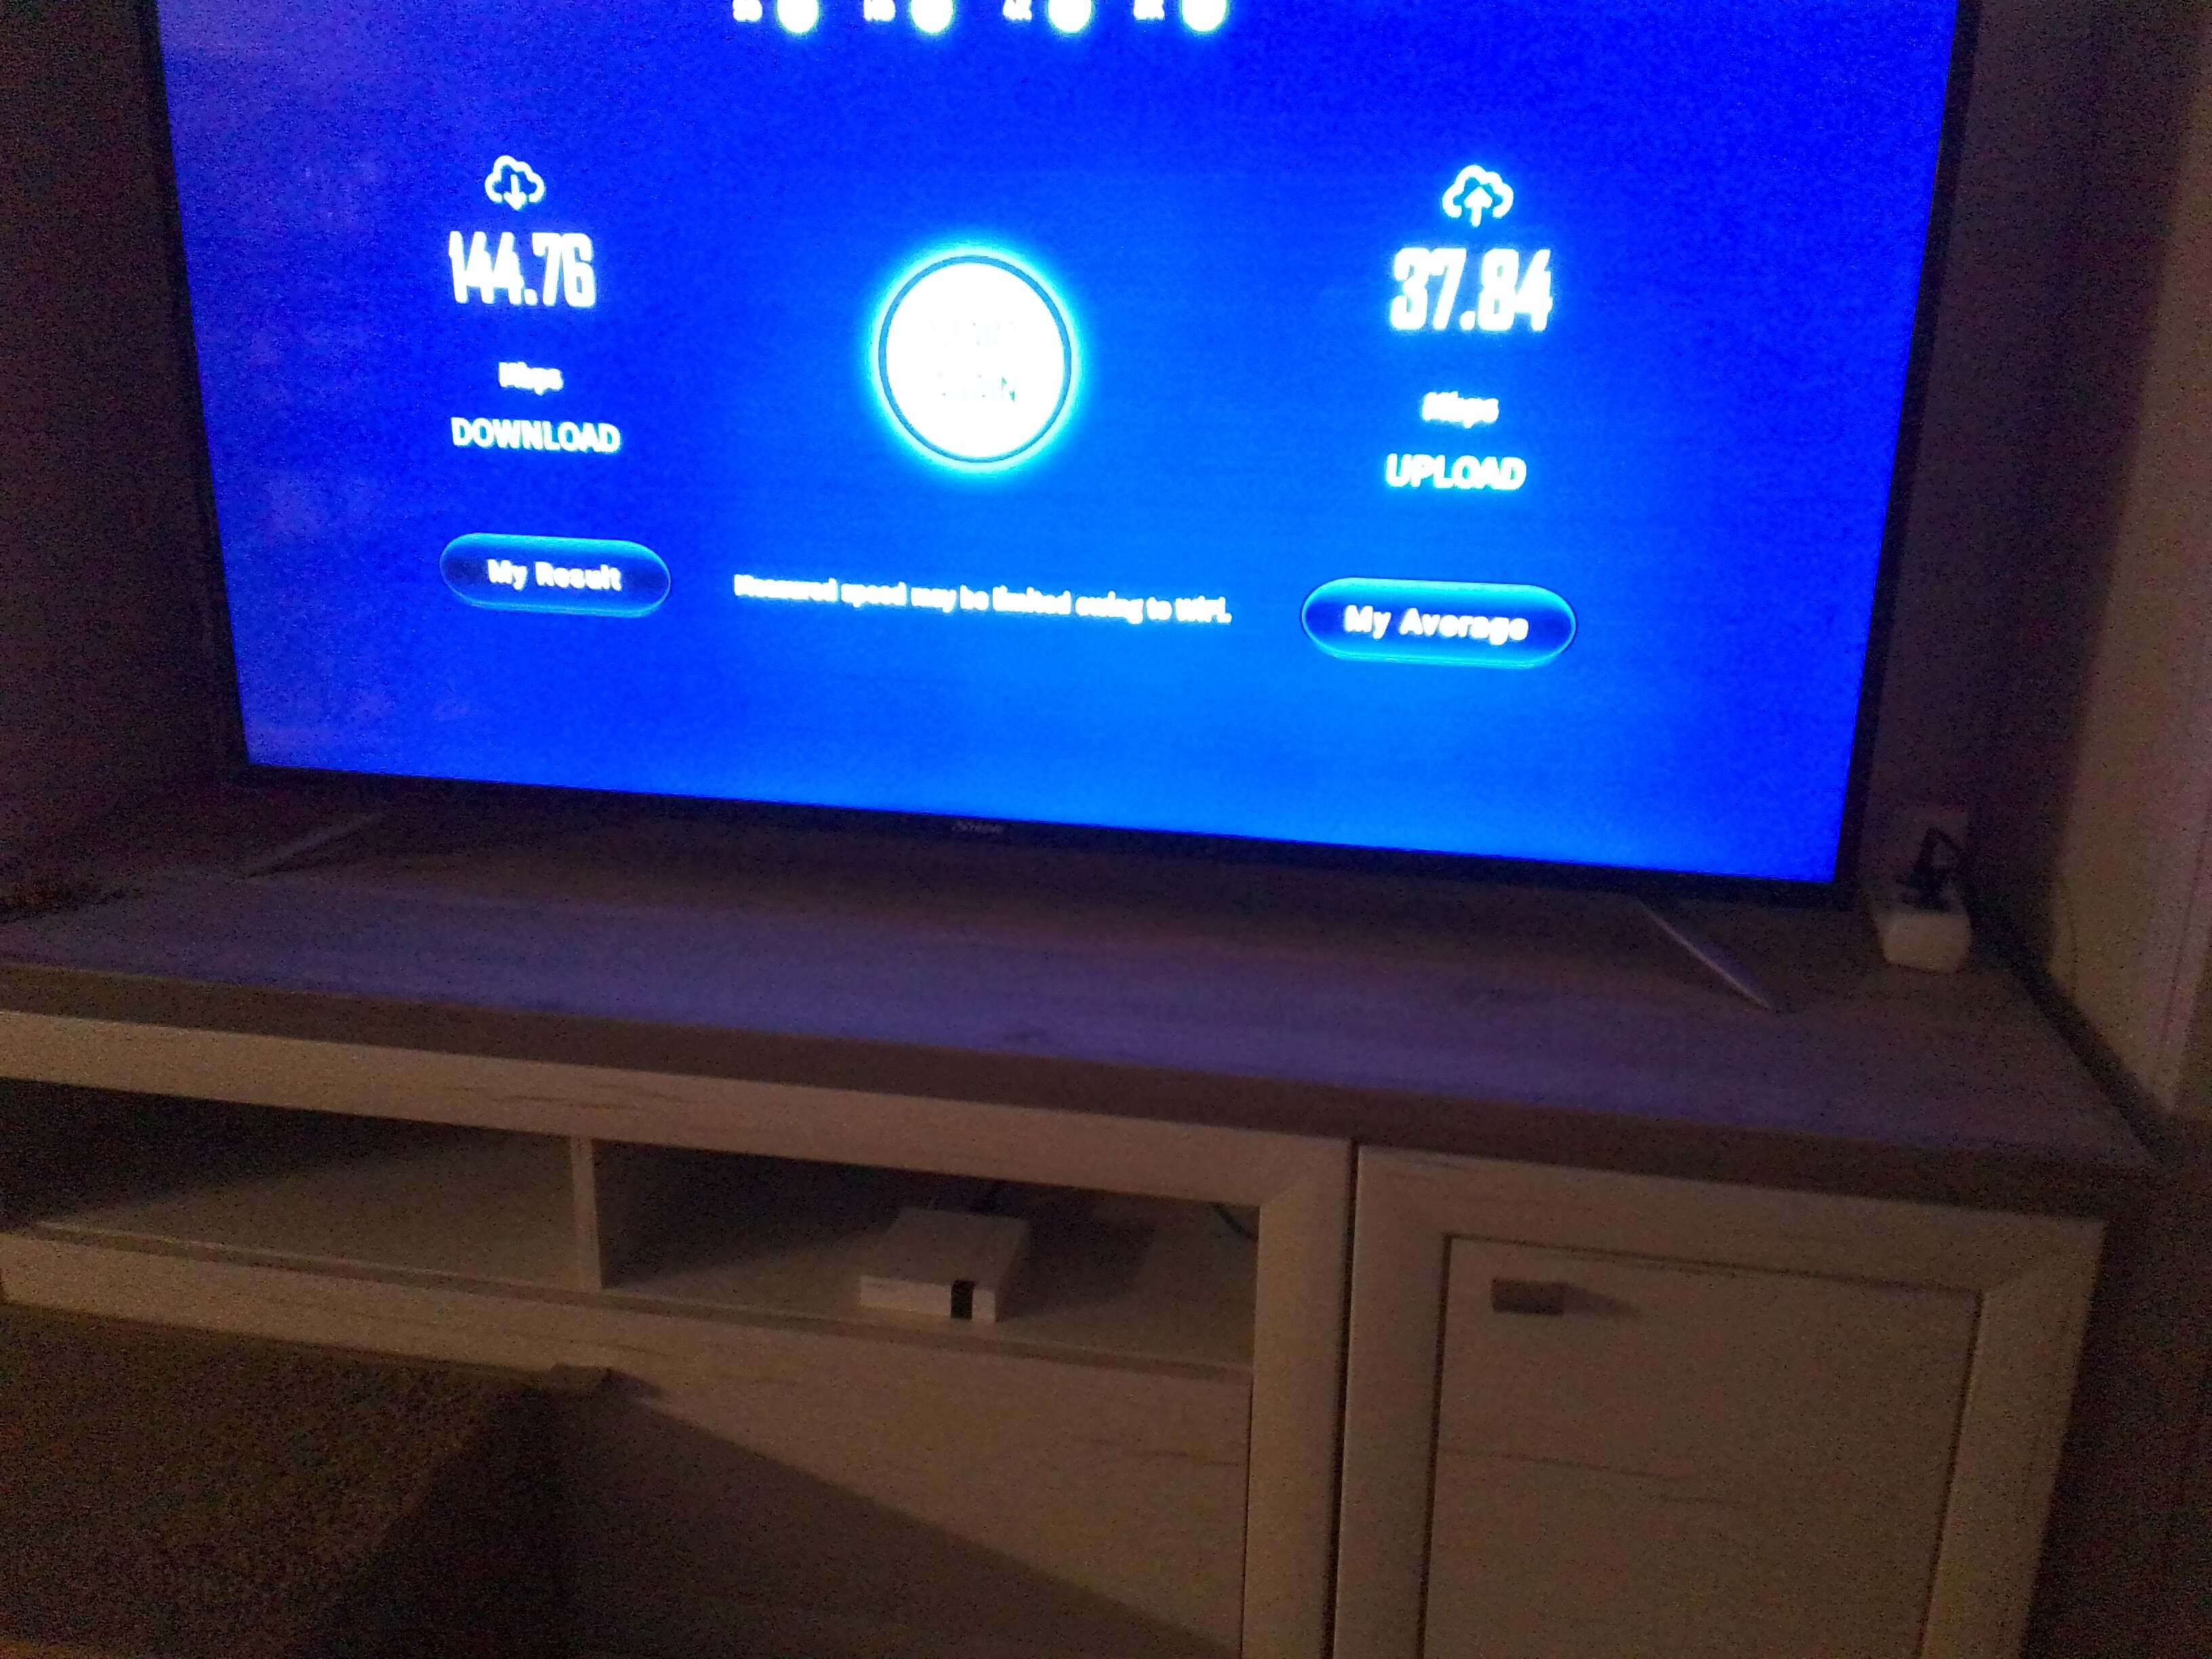 144.76
37.84
Mbps
Mbps
DOWNLOAD
UPLOAD
My Result
Measured speed may be limited owing to WiFi.
My Average